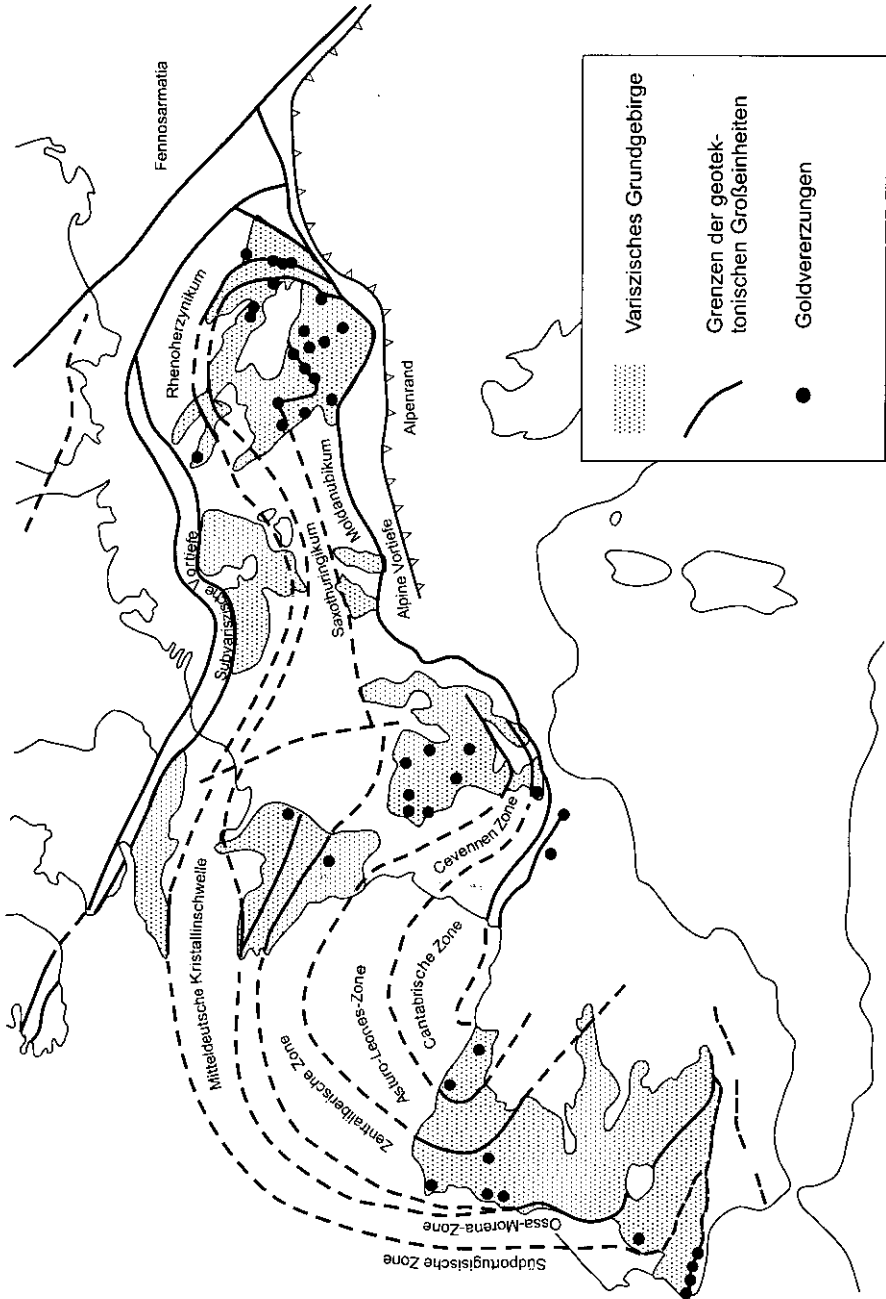 Fennosarmatia
Rhenoherzynikum
Subvariszische Vortiefe
Saxothuringikum
Moldanubikum
Alpenrand
Alpine Vortiefe
Mitteldeutsche Kristallinschwelle
Cevennen Zone
Cantabrische Zone
Asturo-Leones-Zone
Zentraliberische Zone
Ossa-Morena-Zone
Südportugisische Zone
Variszisches Grundgebirge
Grenzen der geotek-
tonischen Großeinheiten
Goldvererzungen